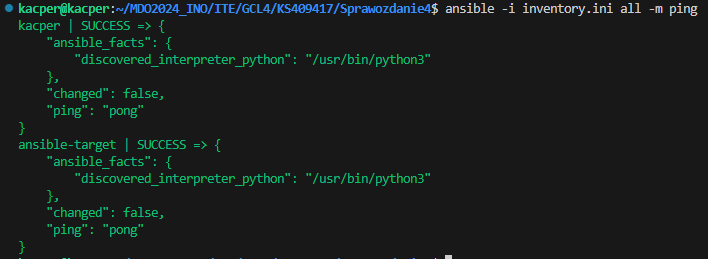 kacper@kacper:~/MDO2024_INO/ITE/GCL4/KS409417/Sprawozdanie4$ ansible -i inventory.ini all -m ping
kacper | SUCCESS => {
    "ansible_facts": {
        "discovered_interpreter_python": "/usr/bin/python3"
    },
    "changed": false,
    "ping": "pong"
}
ansible-target | SUCCESS => {
    "ansible_facts": {
        "discovered_interpreter_python": "/usr/bin/python3"
    },
    "changed": false,
    "ping": "pong"
}